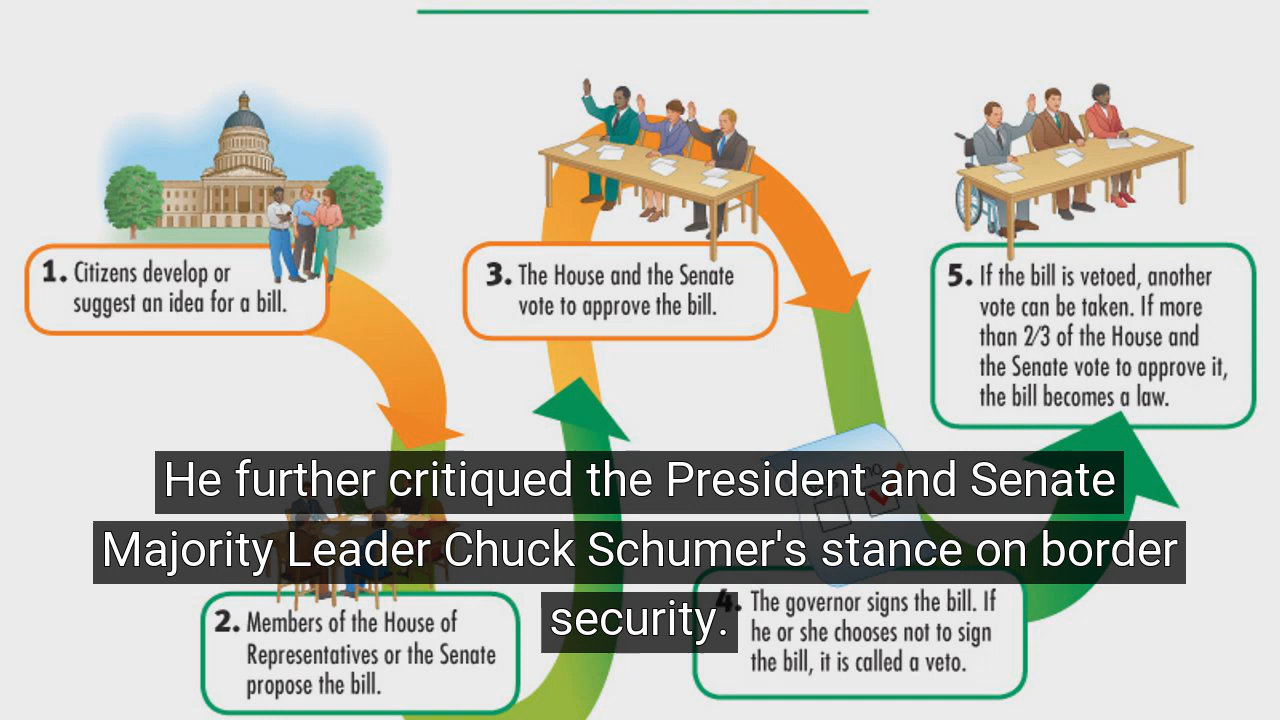 1. Citizens develop or
suggest an idea for a bill.
3. The House and the Senate
vote to approve the bill.
5. If the bill is vetoed, another
vote can be taken. If more
than 2/3 of the House and
the Senate vote to approve it,
the bill becomes a law.
no
He further critiqued the President and Senate
Majority Leader Chuck Schumer's stance on border
security.
2. Members of the House of
Representatives or the Senate
propose the bill.
4. The governor signs the bill. If
he or she chooses not to sign
the bill, it is called a veto.